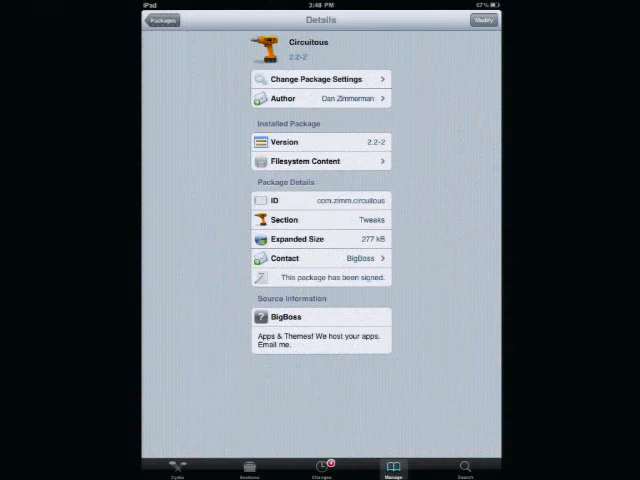 iPad 3:48 PM 67%
Packages Details Modify
Circuitous
2.2-2
Change Package Settings
Author Dan Zimmerman
Installed Package
Version 2.2-2
Filesystem Content
Package Details
ID com.zimm.circuitous
Section Tweaks
Expanded Size 277 kB
Contact BigBoss
This package has been signed.
Source Information
BigBoss
Apps & Themes! We host your apps.
Email me.
Cydia Sections Changes Manage Search